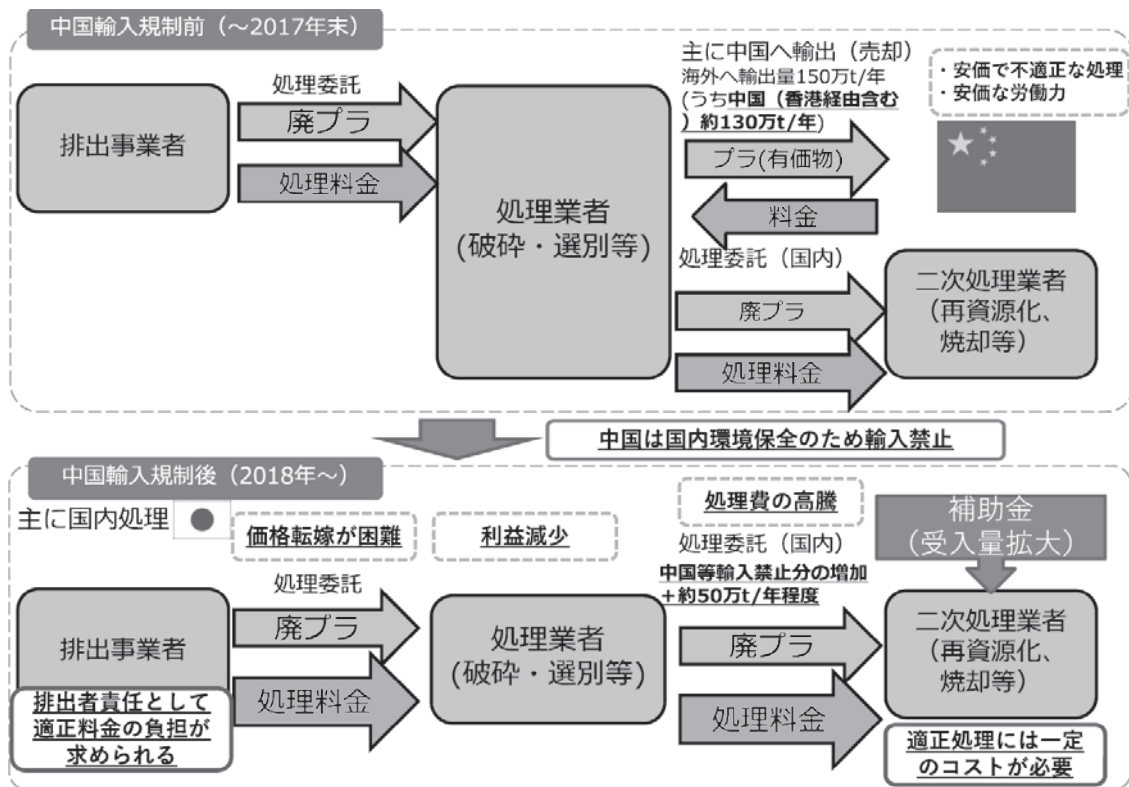 中国輸入規制前（～2017年末）
排出事業者
処理委託
廃プラ
処理料金
処理業者
(破砕・選別等)
主に中国へ輸出（売却）
海外へ輸出量150万t/年
(うち中国（香港経由含む
）約130万t/年)
プラ(有価物)
料金
・安価で不適正な処理
・安価な労働力
処理委託（国内）
廃プラ
処理料金
二次処理業者
（再資源化、
焼却等）
中国は国内環境保全のため輸入禁止
中国輸入規制後（2018年～）
主に国内処理
価格転嫁が困難
利益減少
処理費の高騰
補助金
（受入量拡大）
処理委託
廃プラ
処理料金
排出事業者
排出者責任として
適正料金の負担が
求められる
処理業者
(破砕・選別等)
処理委託（国内）
中国等輸入禁止分の増加
＋約50万t/年程度
廃プラ
処理料金
二次処理業者
（再資源化、
焼却等）
適正処理には一定
のコストが必要